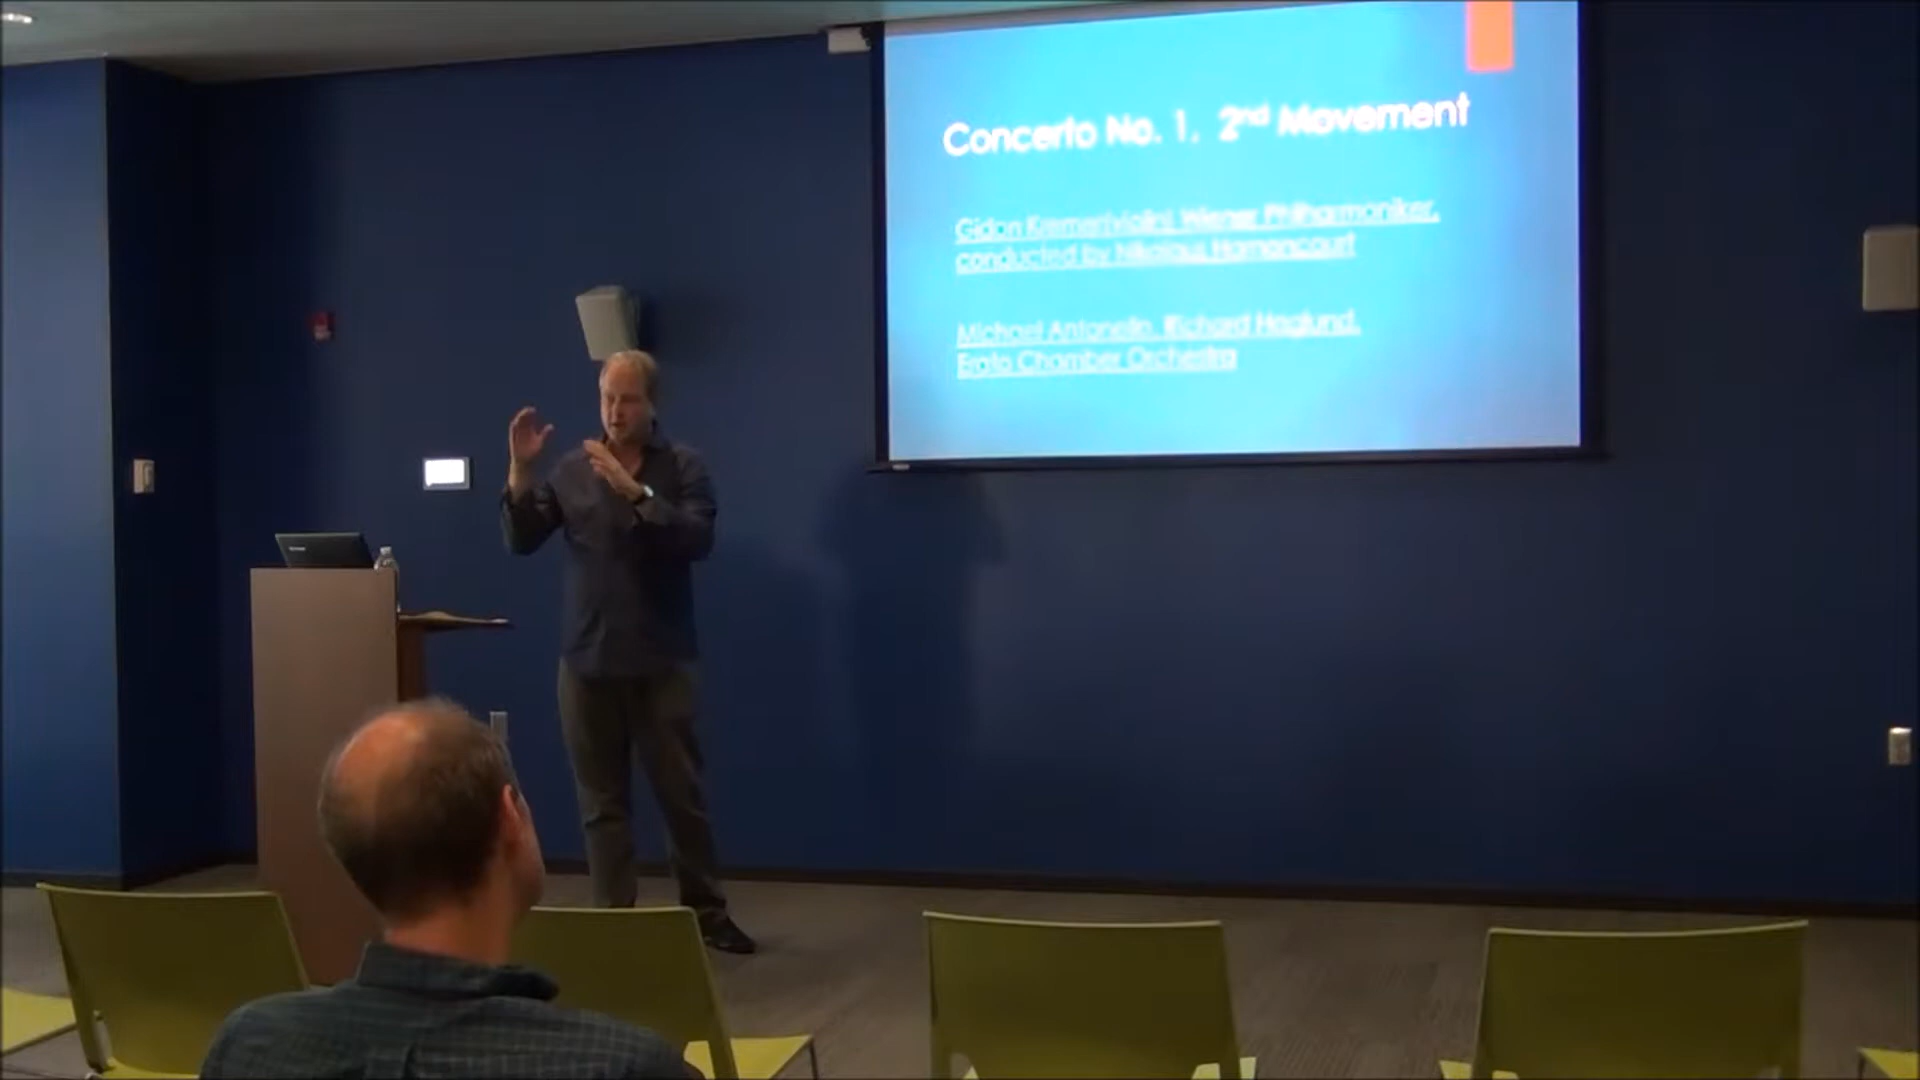 Concerto No. 1, 2nd Movement
Gidon Kremer(violin), Wiener Philharmoniker,
conducted by Nikolaus Harnoncourt
Michael Antonello, Richard Haglund,
Erato Chamber Orchestra